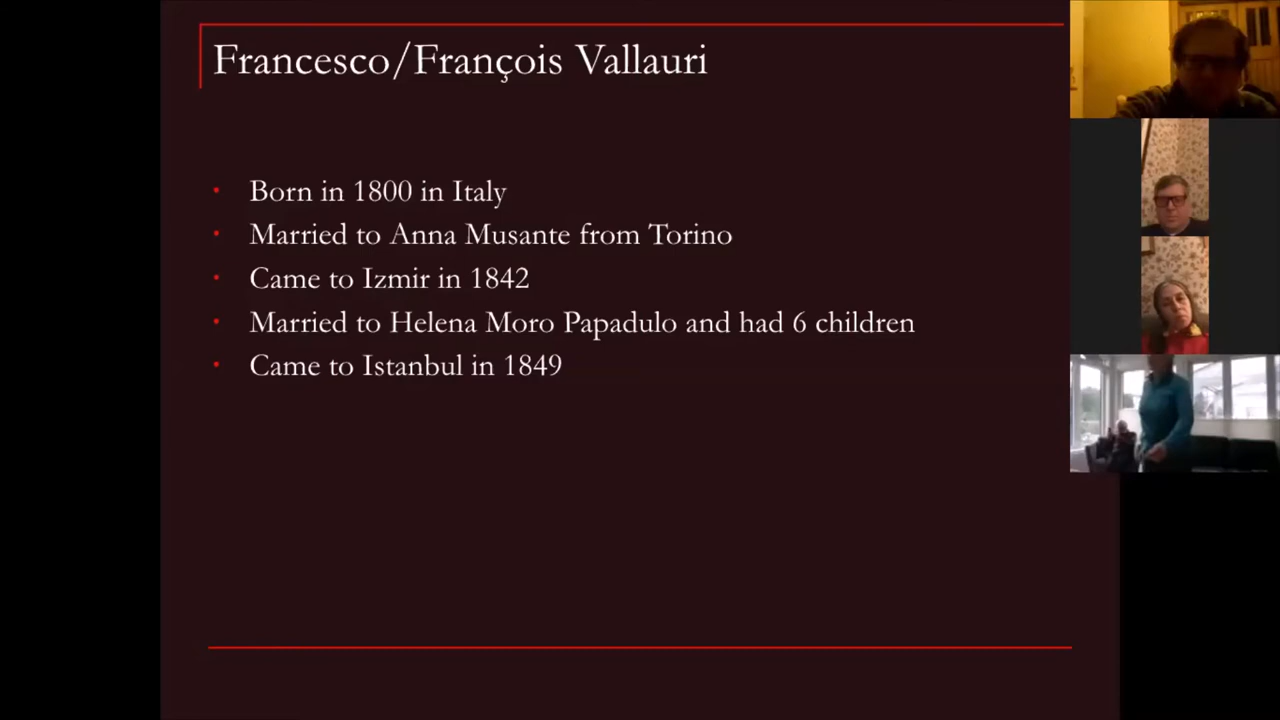 Francesco/François Vallauri
• Born in 1800 in Italy
• Married to Anna Musante from Torino
• Came to Izmir in 1842
• Married to Helena Moro Papadulo and had 6 children
• Came to Istanbul in 1849